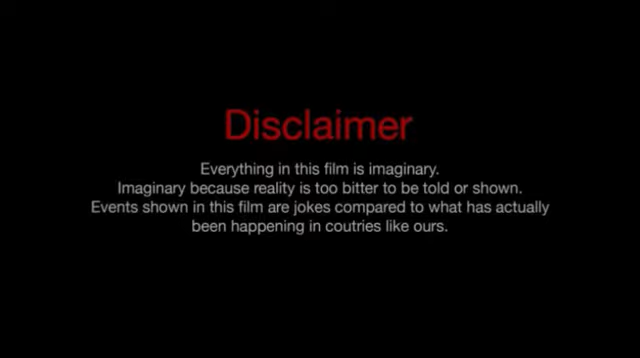 Disclaimer
Everything in this film is imaginary.
Imaginary because reality is too bitter to be told or shown.
Events shown in this film are jokes compared to what has actually
been happening in coutries like ours.